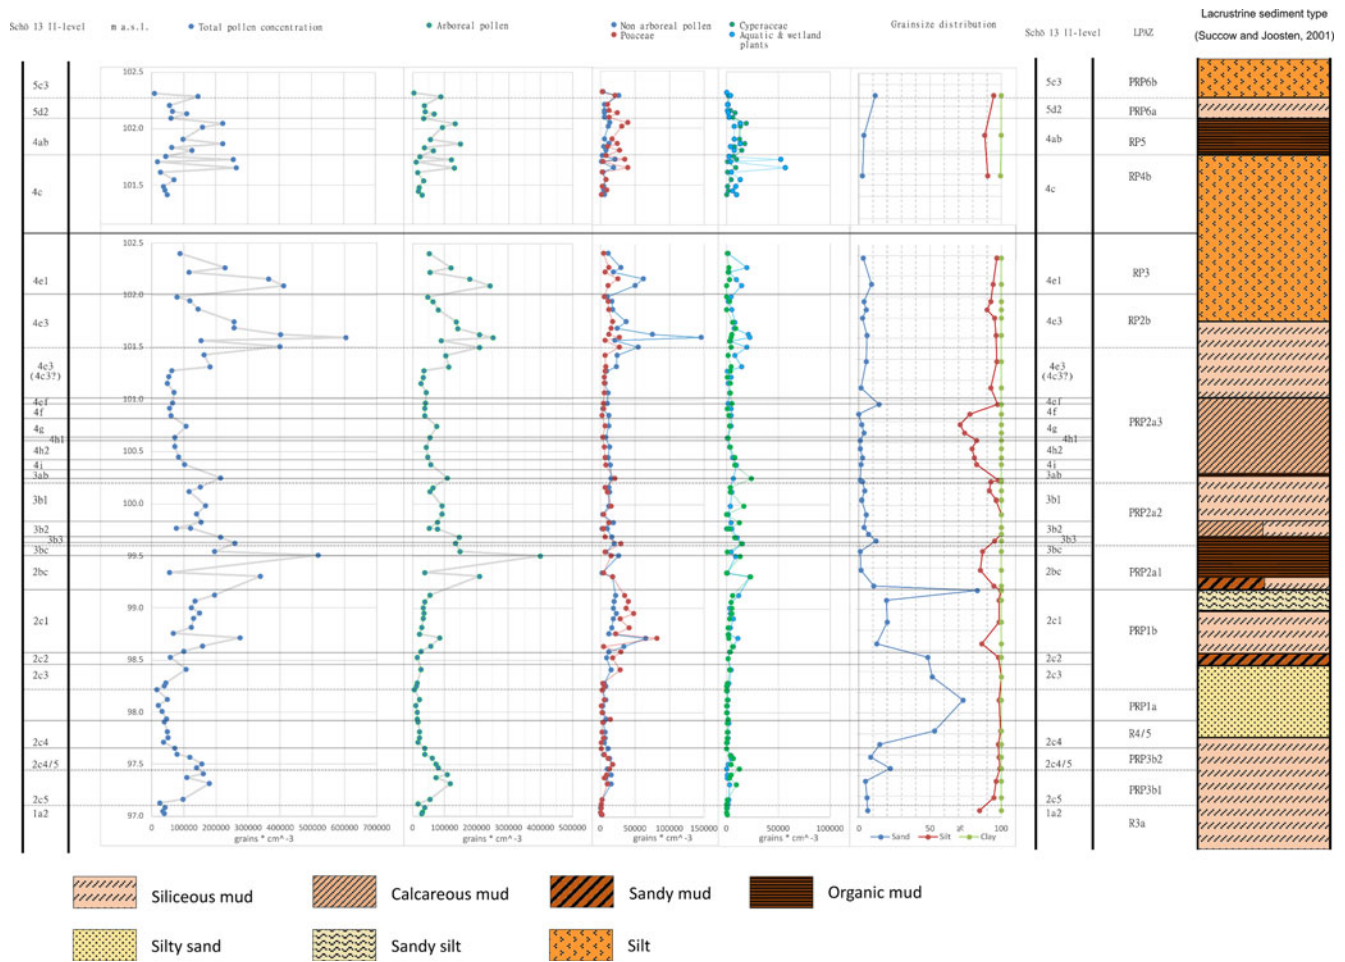 Lacrustrine sediment type
(Succow and Joosten, 2001)
Schö 13 II-level
m a.s.l.
Total pollen concentration
Arboreal pollen
Non arboreal pollen
Poaceae
Cyperaceae
Aquatic & wetland
plants
Grainsize distribution
Schö 13 II-level
LPAZ
5c3
5d2
4ab
4c
4e1
4e3
4e3
(4c3?)
4ef
4f
4g
4h1
4h2
4i
3ab
3b1
3b2
3b3
3bc
2bc
2c1
2c2
2c3
2c4
2c4/5
2c5
1a2
102.5
102.0
101.5
102.5
102.0
101.5
101.0
100.5
100.0
99.5
99.0
98.5
98.0
97.5
97.0
0 100000 200000 300000 400000 500000 600000 700000
grains * cm^-3
0 100000 200000 300000 400000 500000
grains * cm^-3
0 50000 100000 150000
grains * cm^-3
0 50000 100000
grains * cm^-3
0 50 % 100
Sand Silt Clay
5c3
5d2
4ab
4c
4e1
4e3
4e3
(4c3?)
4ef
4f
4g
4h1
4h2
4i
3ab
3b1
3b2
3b3
3bc
2bc
2c1
2c2
2c3
2c4
2c4/5
2c5
1a2
PRP6b
PRP6a
RP5
RP4b
RP3
RP2b
PRP2a3
PRP2a2
PRP2a1
PRP1b
PRP1a
R4/5
PRP3b2
PRP3b1
R3a
Siliceous mud
Calcareous mud
Sandy mud
Organic mud
Silty sand
Sandy silt
Silt